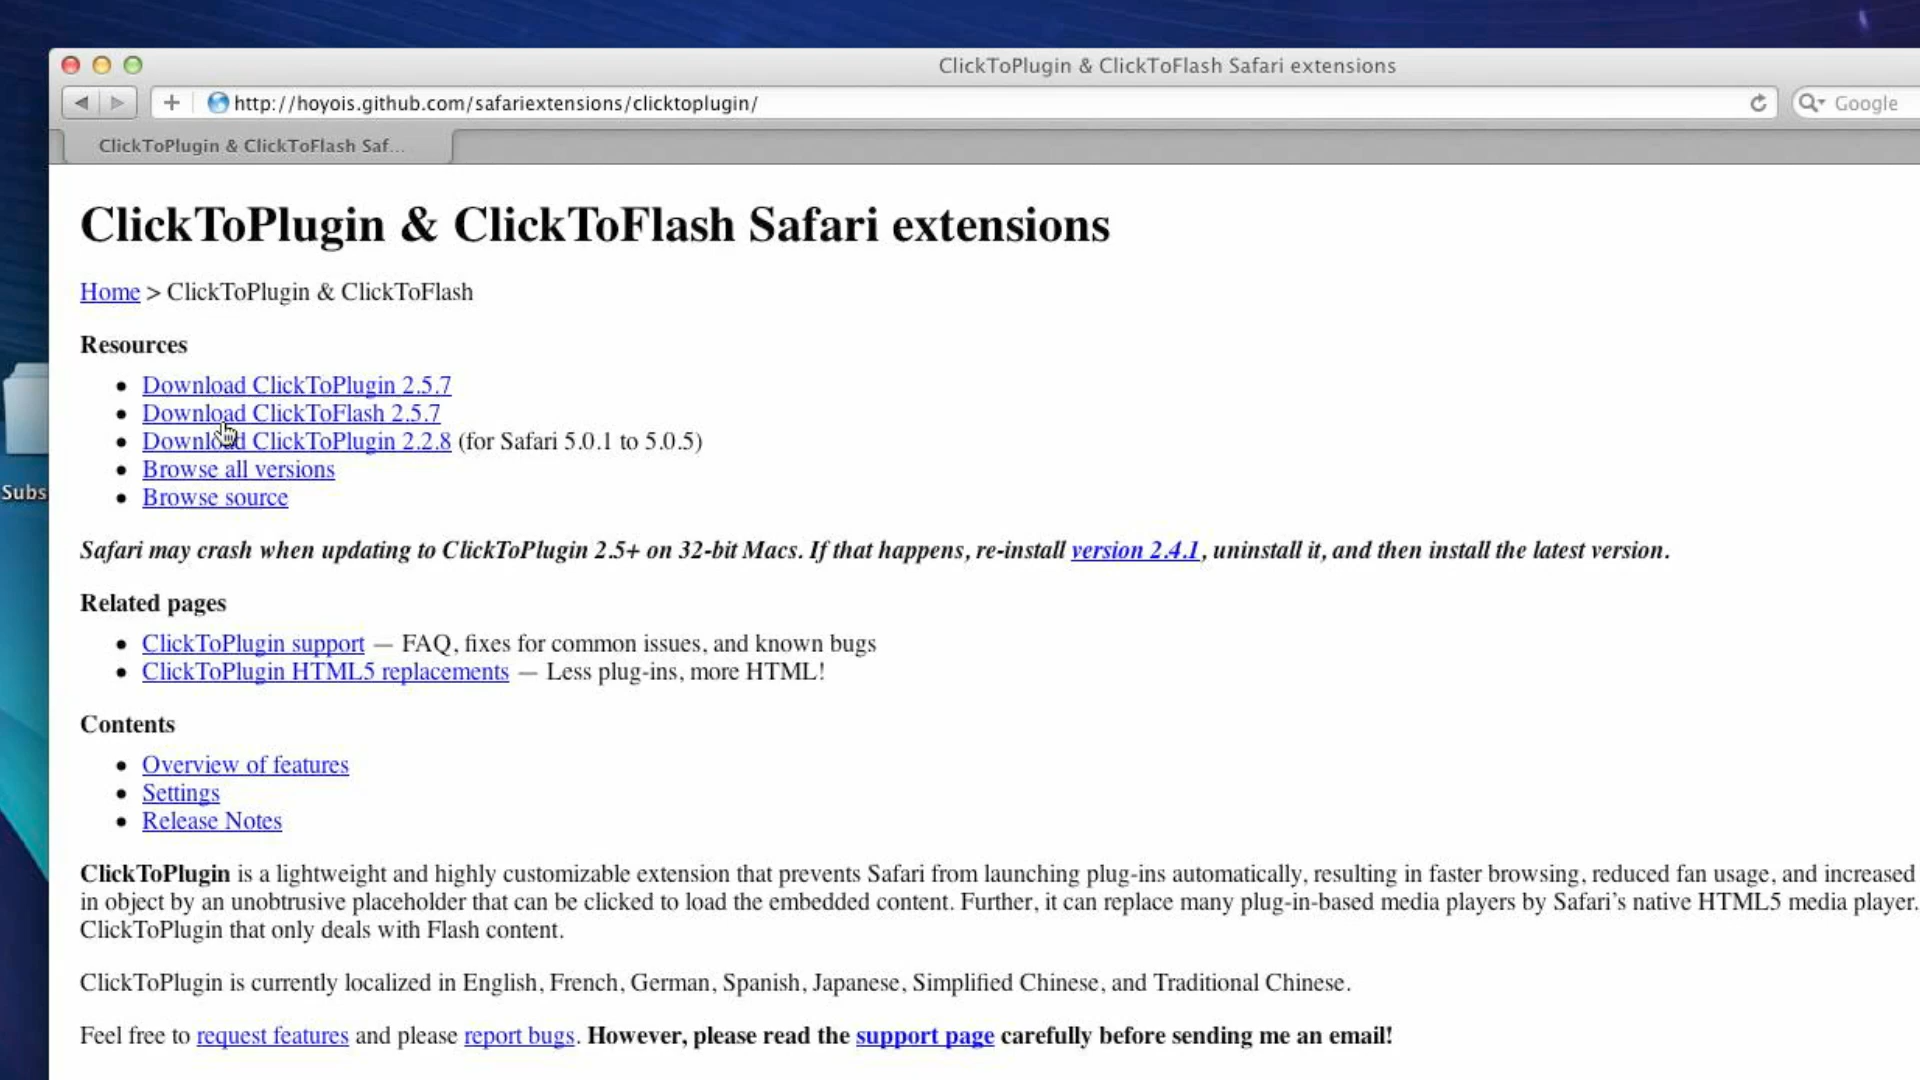 ClickToPlugin & ClickToFlash Safari extensions
http://hoyois.github.com/safariextensions/clicktoplugin/
Google
ClickToPlugin & ClickToFlash Saf...
ClickToPlugin & ClickToFlash Safari extensions
Home > ClickToPlugin & ClickToFlash
Resources
Download ClickToPlugin 2.5.7
Download ClickToFlash 2.5.7
Download ClickToPlugin 2.2.8 (for Safari 5.0.1 to 5.0.5)
Browse all versions
Browse source
Subs
Safari may crash when updating to ClickToPlugin 2.5+ on 32-bit Macs. If that happens, re-install version 2.4.1, uninstall it, and then install the latest version.
Related pages
ClickToPlugin support — FAQ, fixes for common issues, and known bugs
ClickToPlugin HTML5 replacements — Less plug-ins, more HTML!
Contents
Overview of features
Settings
Release Notes
ClickToPlugin is a lightweight and highly customizable extension that prevents Safari from launching plug-ins automatically, resulting in faster browsing, reduced fan usage, and increased
in object by an unobtrusive placeholder that can be clicked to load the embedded content. Further, it can replace many plug-in-based media players by Safari's native HTML5 media player.
ClickToPlugin that only deals with Flash content.
ClickToPlugin is currently localized in English, French, German, Spanish, Japanese, Simplified Chinese, and Traditional Chinese.
Feel free to request features and please report bugs. However, please read the support page carefully before sending me an email!